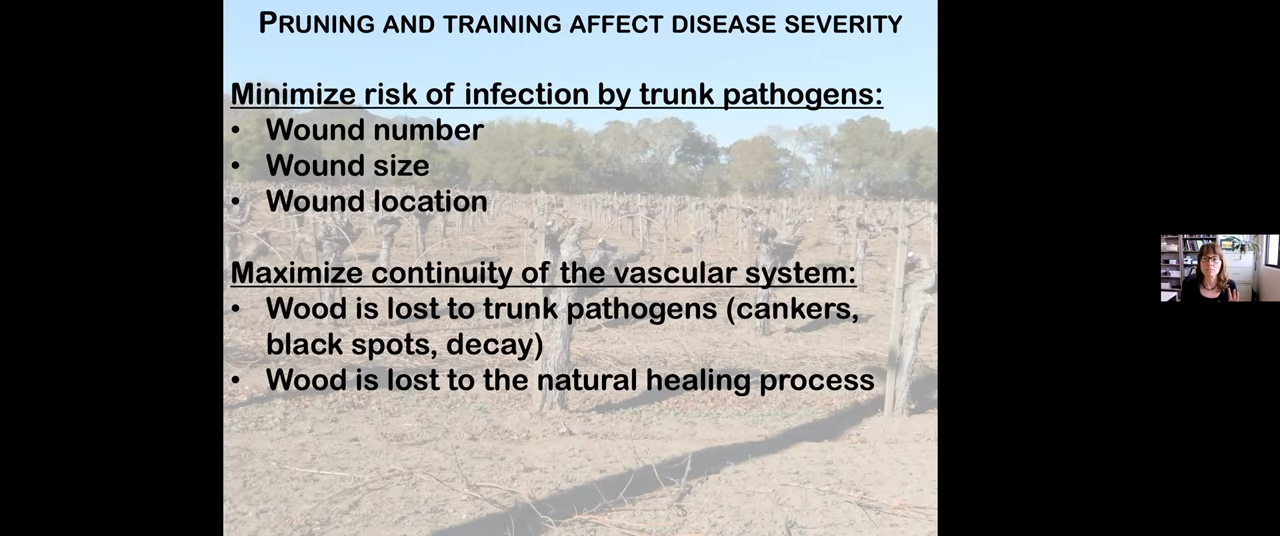 PRUNING AND TRAINING AFFECT DISEASE SEVERITY
Minimize risk of infection by trunk pathogens:
• Wound number
• Wound size
• Wound location
Maximize continuity of the vascular system:
• Wood is lost to trunk pathogens (cankers,
black spots, decay)
• Wood is lost to the natural healing process